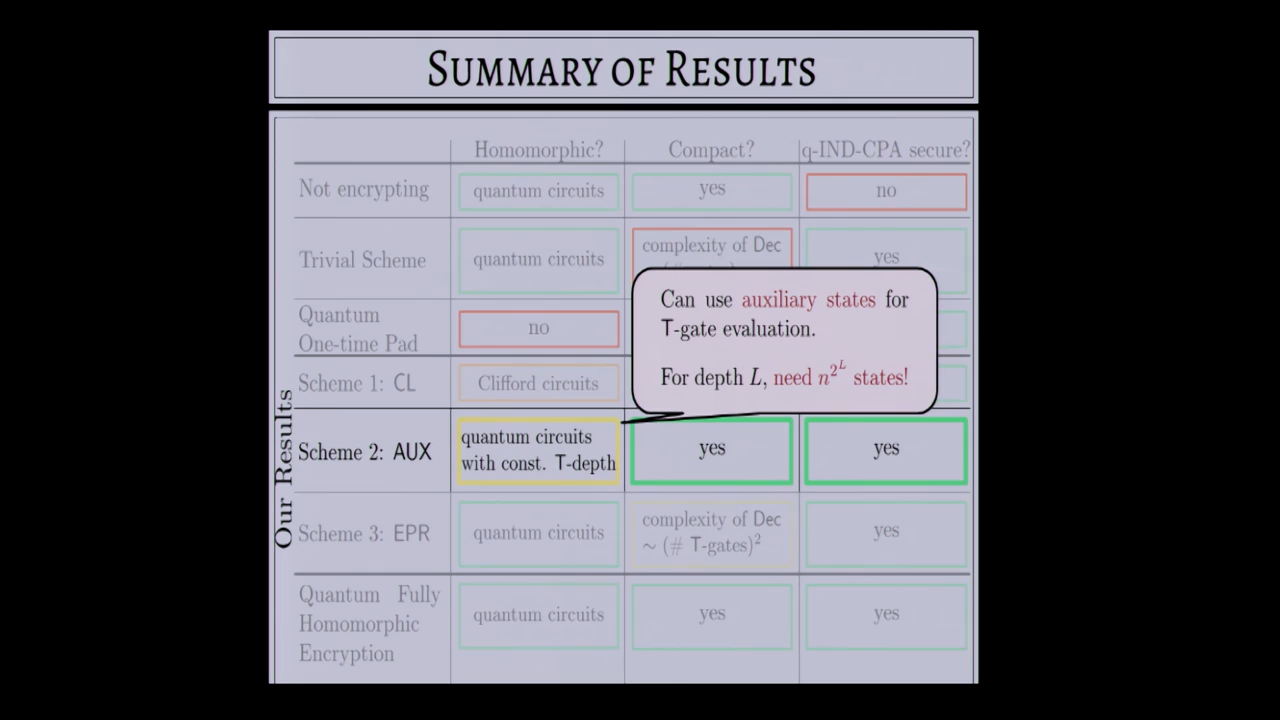 SUMMARY OF RESULTS
Homomorphic? Compact? q-IND-CPA secure?
Not encrypting quantum circuits yes no
Trivial Scheme quantum circuits complexity of Dec yes
Quantum One-time Pad no
Can use auxiliary states for
T-gate evaluation.
For depth L, need n^{2^L} states!
Our Results
Scheme 1: CL Clifford circuits
Scheme 2: AUX quantum circuits with const. T-depth yes yes
Scheme 3: EPR quantum circuits complexity of Dec ∼ (# T-gates)² yes
Quantum Fully Homomorphic Encryption quantum circuits yes yes